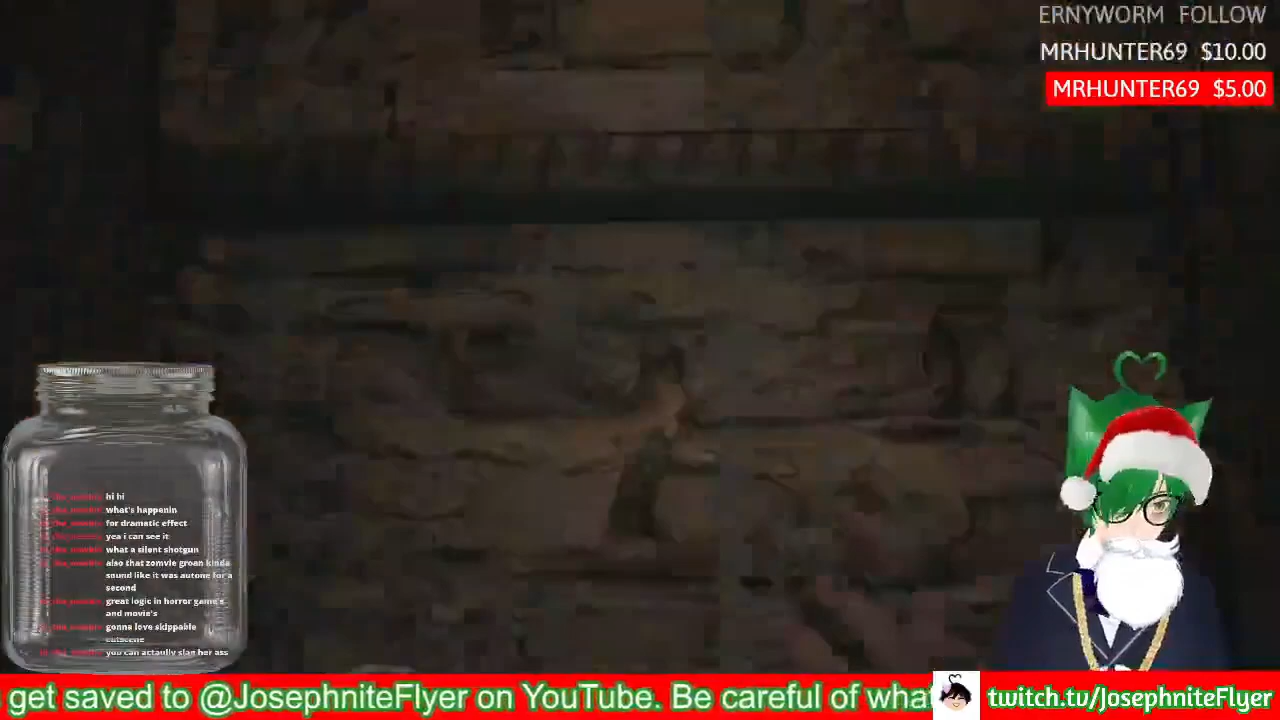 ERNYWORM FOLLOW
MRHUNTER69 $10.00
MRHUNTER69 $5.00
hi hi
what's happenin
for dramatic effect
yea i can see it
what a silent shotgun
also that zomvie groan kinda
sound like it was autone for a
second
great logic in horror game's
and movie's
gonna love skippable
cutscene
you can actaully slap her ass
get saved to @JosephniteFlyer on YouTube. Be careful of what
twitch.tv/JosephniteFlyer